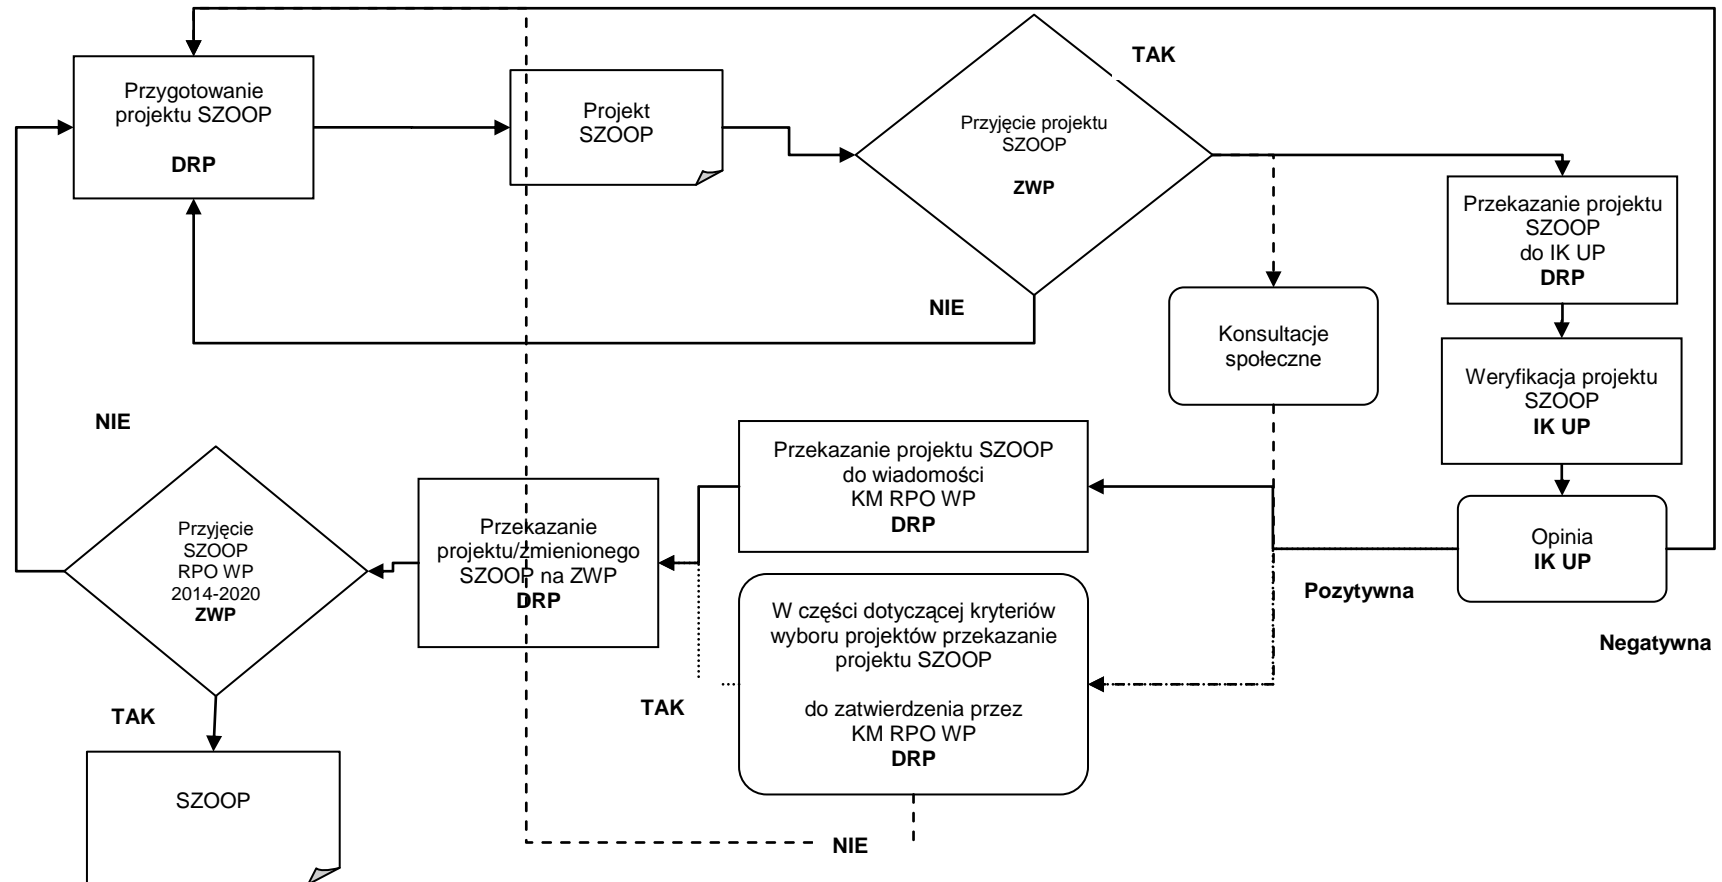 TAK
Przygotowanie
projektu SZOOP
DRP
Projekt
SZOOP
Przyjęcie projektu
SZOOP
ZWP
Przekazanie projektu
SZOOP
do IK UP
DRP
NIE
Konsultacje
społeczne
Weryfikacja projektu
SZOOP
IK UP
NIE
Przekazanie projektu SZOOP
do wiadomości
KM RPO WP
DRP
Opinia
IK UP
Pozytywna
Negatywna
Przekazanie
projektu/zmienionego
SZOOP na ZWP
DRP
Przyjęcie
SZOOP
RPO WP
2014-2020
ZWP
W części dotyczącej kryteriów
wyboru projektów przekazanie
projektu SZOOP
do zatwierdzenia przez
KM RPO WP
DRP
TAK
TAK
SZOOP
NIE